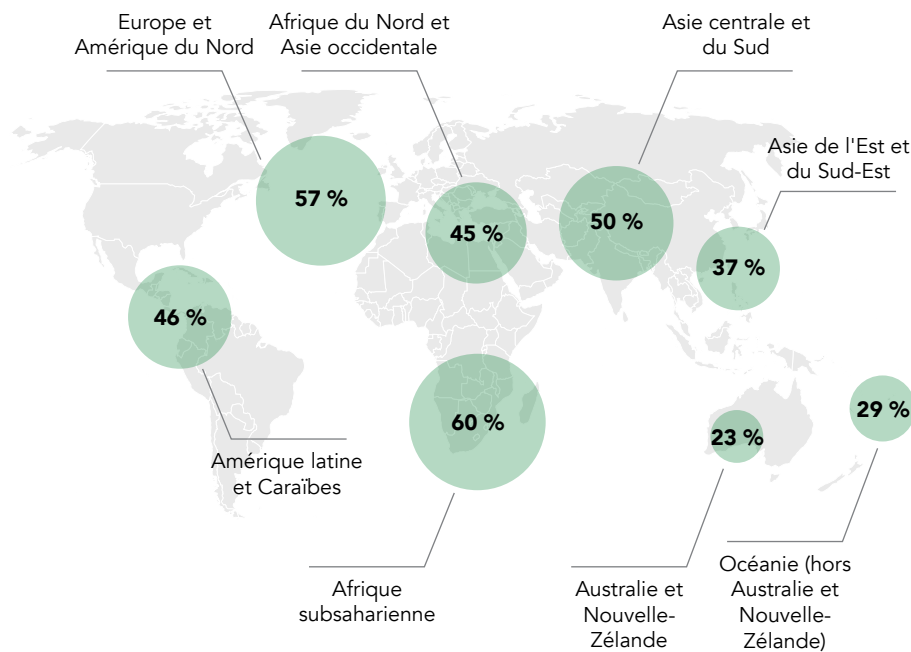 Europe et
Amérique du Nord
Afrique du Nord et
Asie occidentale
Asie centrale et
du Sud
Asie de l'Est et
du Sud-Est
57 %
45 %
50 %
37 %
46 %
60 %
23 %
29 %
Amérique latine
et Caraïbes
Afrique
subsaharienne
Australie et
Nouvelle-
Zélande
Océanie (hors
Australie et
Nouvelle-
Zélande)